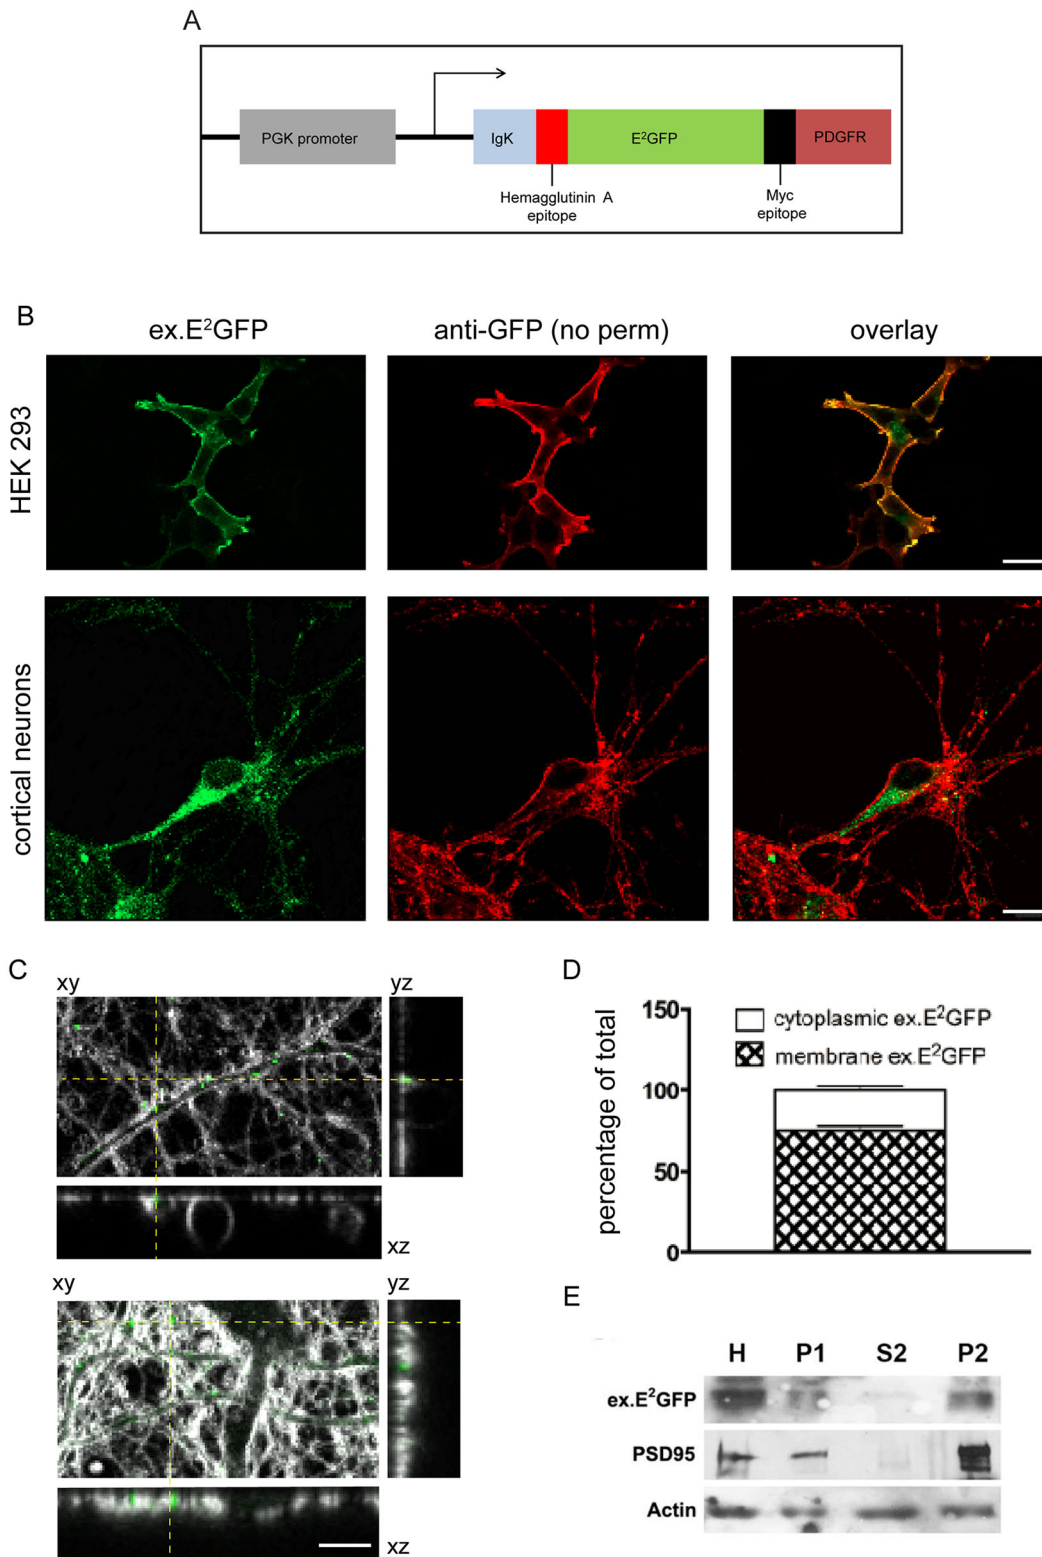 A
PGK promoter
IgK
E²GFP
PDGFR
Hemagglutinin A
epitope
Myc
epitope
B
ex.E²GFP
anti-GFP (no perm)
overlay
HEK 293
cortical neurons
C
xy
yz
xz
xy
yz
xz
D
percentage of total
150
100
50
0
cytoplasmic ex.E²GFP
membrane ex.E²GFP
E
H P1 S2 P2
ex.E²GFP
PSD95
Actin